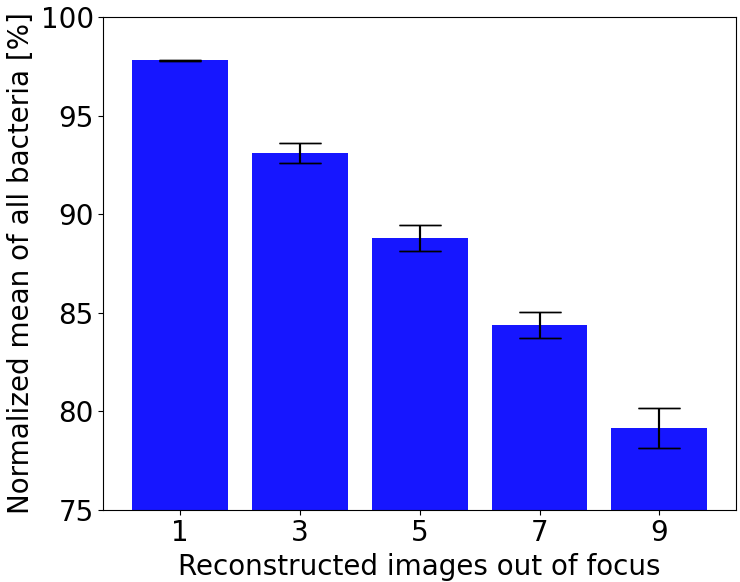 Normalized mean of all bacteria [%]
100
95
90
85
80
75
1 3 5 7 9
Reconstructed images out of focus